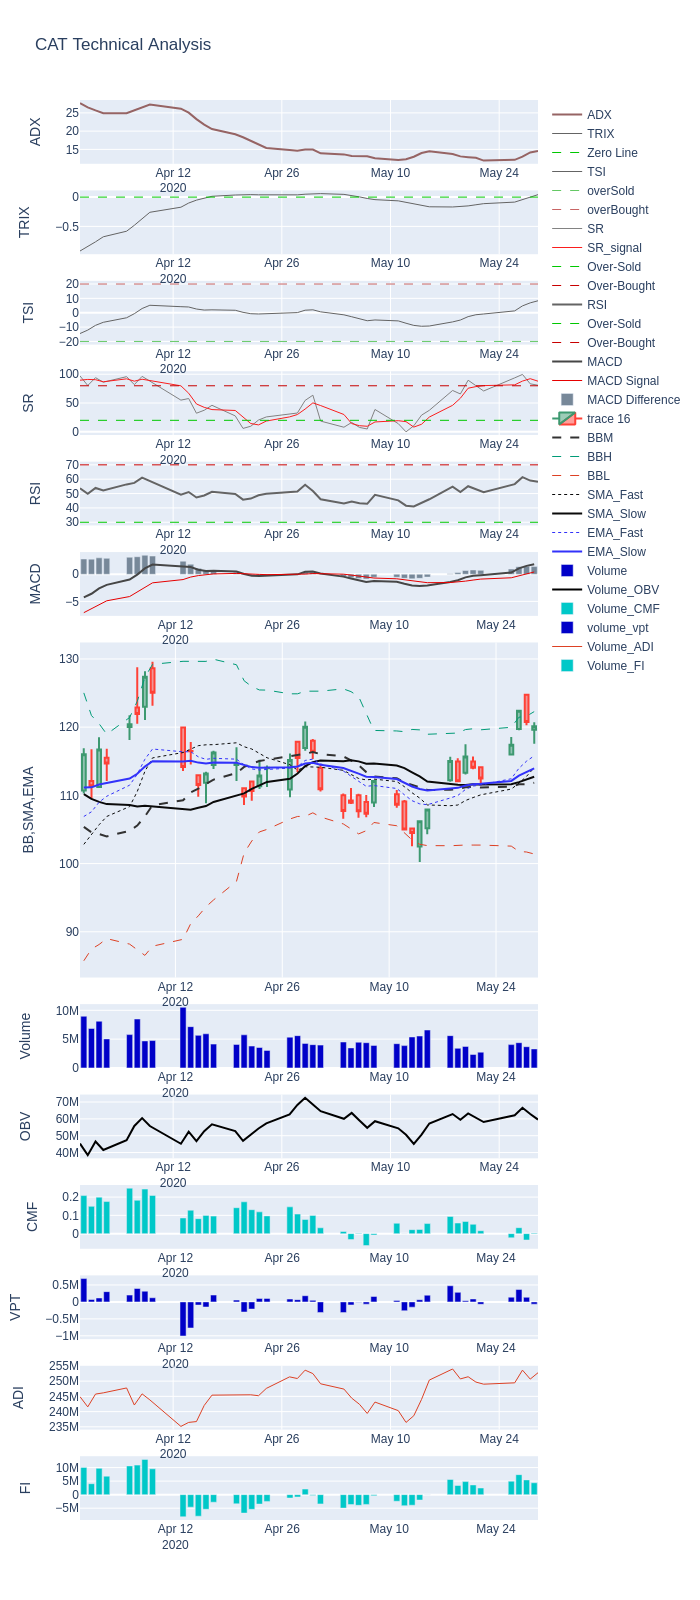 CAT Technical Analysis
ADX
25
20
15
Apr 12
2020
Apr 26
May 10
May 24
TRIX
0
−0.5
Apr 12
2020
Apr 26
May 10
May 24
TSI
20
10
0
−10
−20
Apr 12
2020
Apr 26
May 10
May 24
SR
100
50
0
Apr 12
2020
Apr 26
May 10
May 24
RSI
70
60
50
40
30
Apr 12
2020
Apr 26
May 10
May 24
MACD
0
−5
Apr 12
2020
Apr 26
May 10
May 24
BB,SMA,EMA
130
120
110
100
90
Apr 12
2020
Apr 26
May 10
May 24
Volume
10M
5M
0
Apr 12
2020
Apr 26
May 10
May 24
OBV
70M
60M
50M
40M
Apr 12
2020
Apr 26
May 10
May 24
CMF
0.2
0.1
0
Apr 12
2020
Apr 26
May 10
May 24
VPT
0.5M
0
−0.5M
−1M
Apr 12
2020
Apr 26
May 10
May 24
ADI
255M
250M
245M
240M
235M
Apr 12
2020
Apr 26
May 10
May 24
FI
10M
5M
0
−5M
Apr 12
2020
Apr 26
May 10
May 24
ADX
TRIX
Zero Line
TSI
overSold
overBought
SR
SR_signal
Over-Sold
Over-Bought
RSI
Over-Sold
Over-Bought
MACD
MACD Signal
MACD Difference
trace 16
BBM
BBH
BBL
SMA_Fast
SMA_Slow
EMA_Fast
EMA_Slow
Volume
Volume_OBV
Volume_CMF
volume_vpt
Volume_ADI
Volume_FI